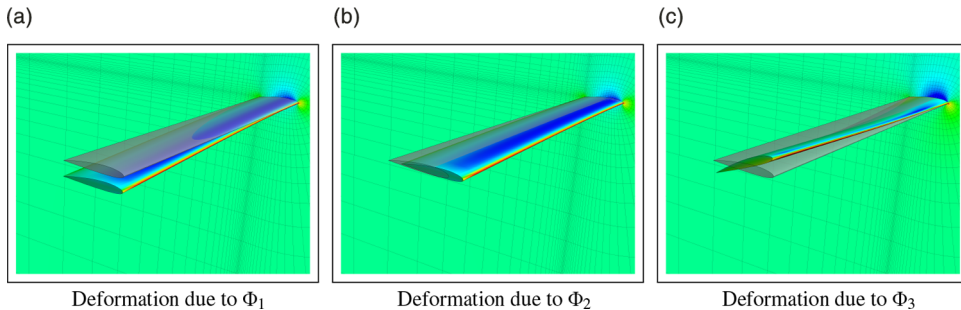 (a)
(b)
(c)
Deformation due to Φ1
Deformation due to Φ2
Deformation due to Φ3